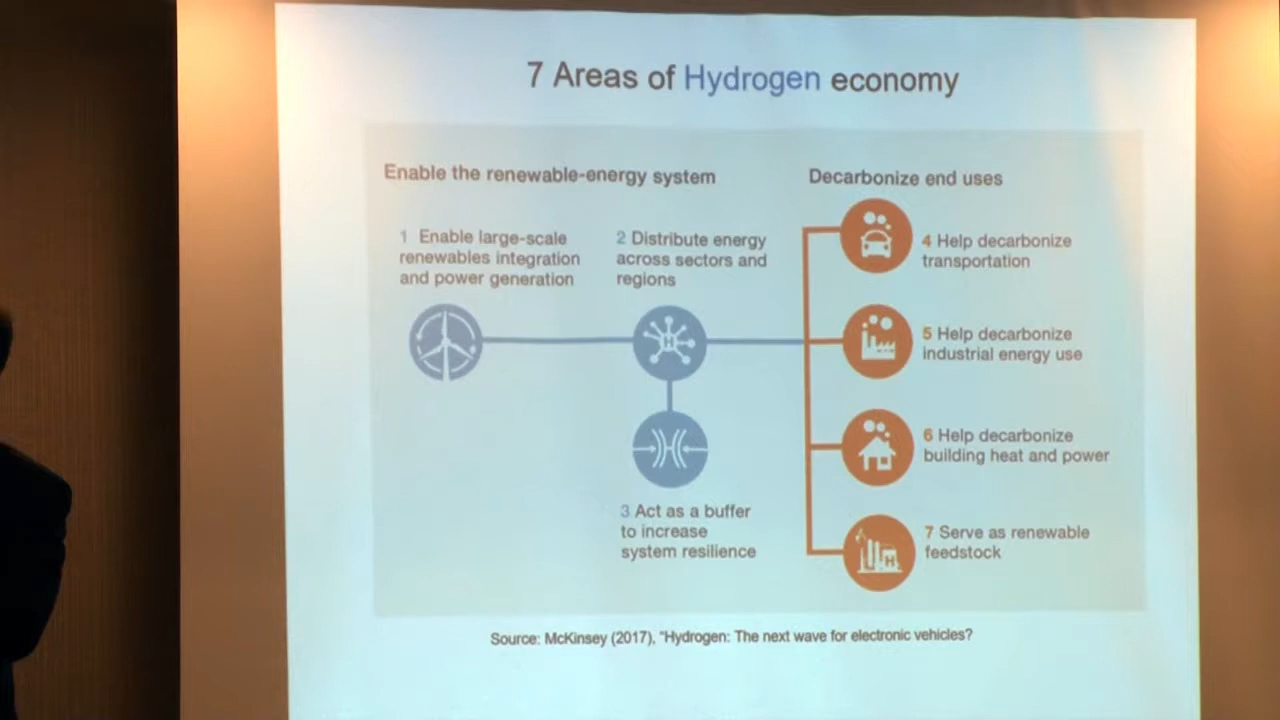 7 Areas of Hydrogen economy
Enable the renewable-energy system
1 Enable large-scale
renewables integration
and power generation
2 Distribute energy
across sectors and
regions
H
3 Act as a buffer
to increase
system resilience
Decarbonize end uses
4 Help decarbonize
transportation
5 Help decarbonize
industrial energy use
6 Help decarbonize
building heat and power
7 Serve as renewable
feedstock
H
Source: McKinsey (2017), "Hydrogen: The next wave for electronic vehicles?